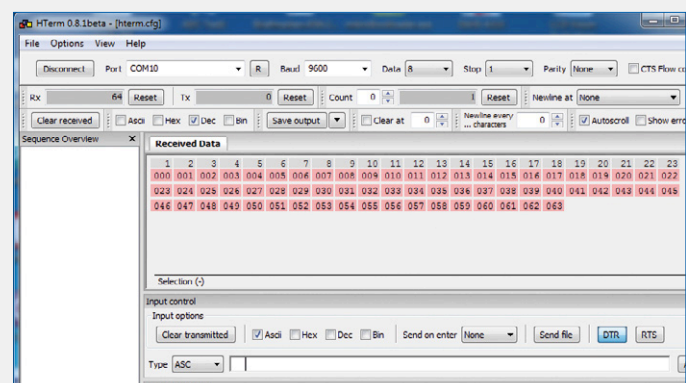 HTerm 0.8.1beta - [hterm.cfg]
File Options View Help
Disconnect Port COM10 R Baud 9600 Data 8 Stop 1 Parity None CTS Flow co
Rx 64 Reset Tx 0 Reset Count 0 1 Reset Newline at None
Clear received Ascii Hex Dec Bin Save output Clear at 0 Newline every ... characters 0 Autoscroll Show erro
Sequence Overview X Received Data
1 2 3 4 5 6 7 8 9 10 11 12 13 14 15 16 17 18 19 20 21 22 23
000 001 002 003 004 005 006 007 008 009 010 011 012 013 014 015 016 017 018 019 020 021 022
023 024 025 026 027 028 029 030 031 032 033 034 035 036 037 038 039 040 041 042 043 044 045
046 047 048 049 050 051 052 053 054 055 056 057 058 059 060 061 062 063
Selection (-)
Input control
Input options
Clear transmitted Ascii Hex Dec Bin Send on enter None Send file DTR RTS
Type ASC